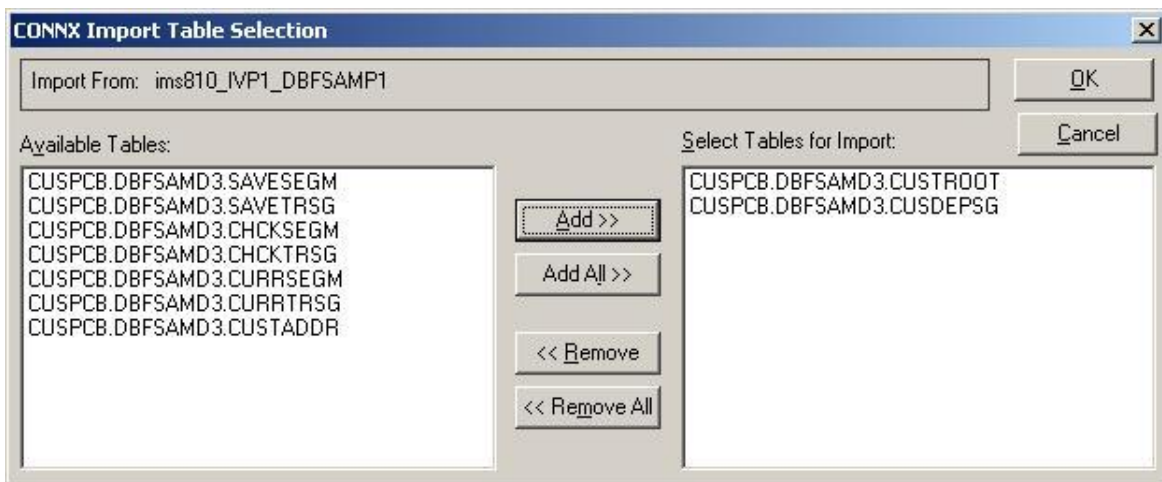 CONNX Import Table Selection
Import From: ims810_IVP1_DBFSAMP1
OK
Cancel
Available Tables:
CUSPCB.DBFSAMD3.SAVESEGM
CUSPCB.DBFSAMD3.SAVETRSG
CUSPCB.DBFSAMD3.CHCKSEGM
CUSPCB.DBFSAMD3.CHCKTRSG
CUSPCB.DBFSAMD3.CURRSEGM
CUSPCB.DBFSAMD3.CURRTRSG
CUSPCB.DBFSAMD3.CUSTADDR
Add >>
Add All >>
<< Remove
<< Remove All
Select Tables for Import:
CUSPCB.DBFSAMD3.CUSTROOT
CUSPCB.DBFSAMD3.CUSDEPSG